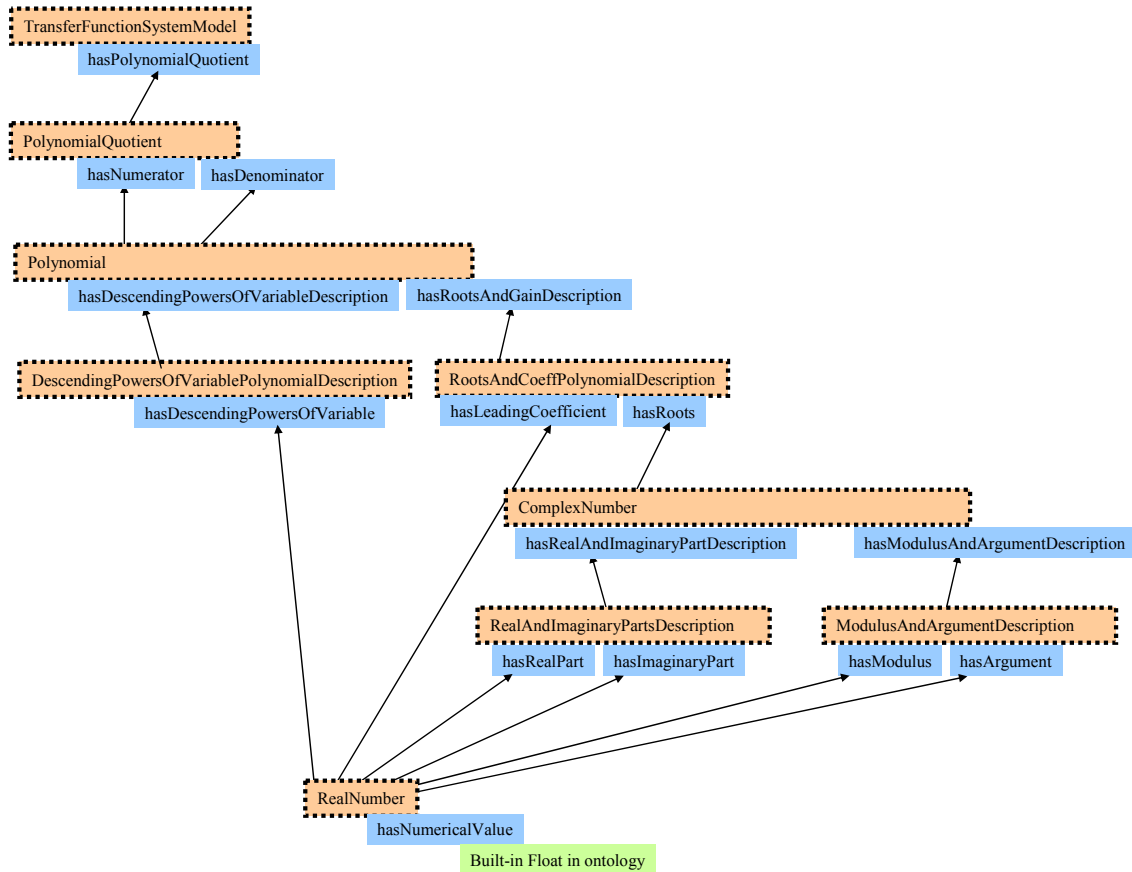 TransferFunctionSystemModel
hasPolynomialQuotient
PolynomialQuotient
hasNumerator
hasDenominator
Polynomial
hasDescendingPowersOfVariableDescription
hasRootsAndGainDescription
DescendingPowersOfVariablePolynomialDescription
RootsAndCoeffPolynomialDescription
hasDescendingPowersOfVariable
hasLeadingCoefficient
hasRoots
ComplexNumber
hasRealAndImaginaryPartDescription
hasModulusAndArgumentDescription
RealAndImaginaryPartsDescription
ModulusAndArgumentDescription
hasRealPart
hasImaginaryPart
hasModulus
hasArgument
RealNumber
hasNumericalValue
Built-in Float in ontology